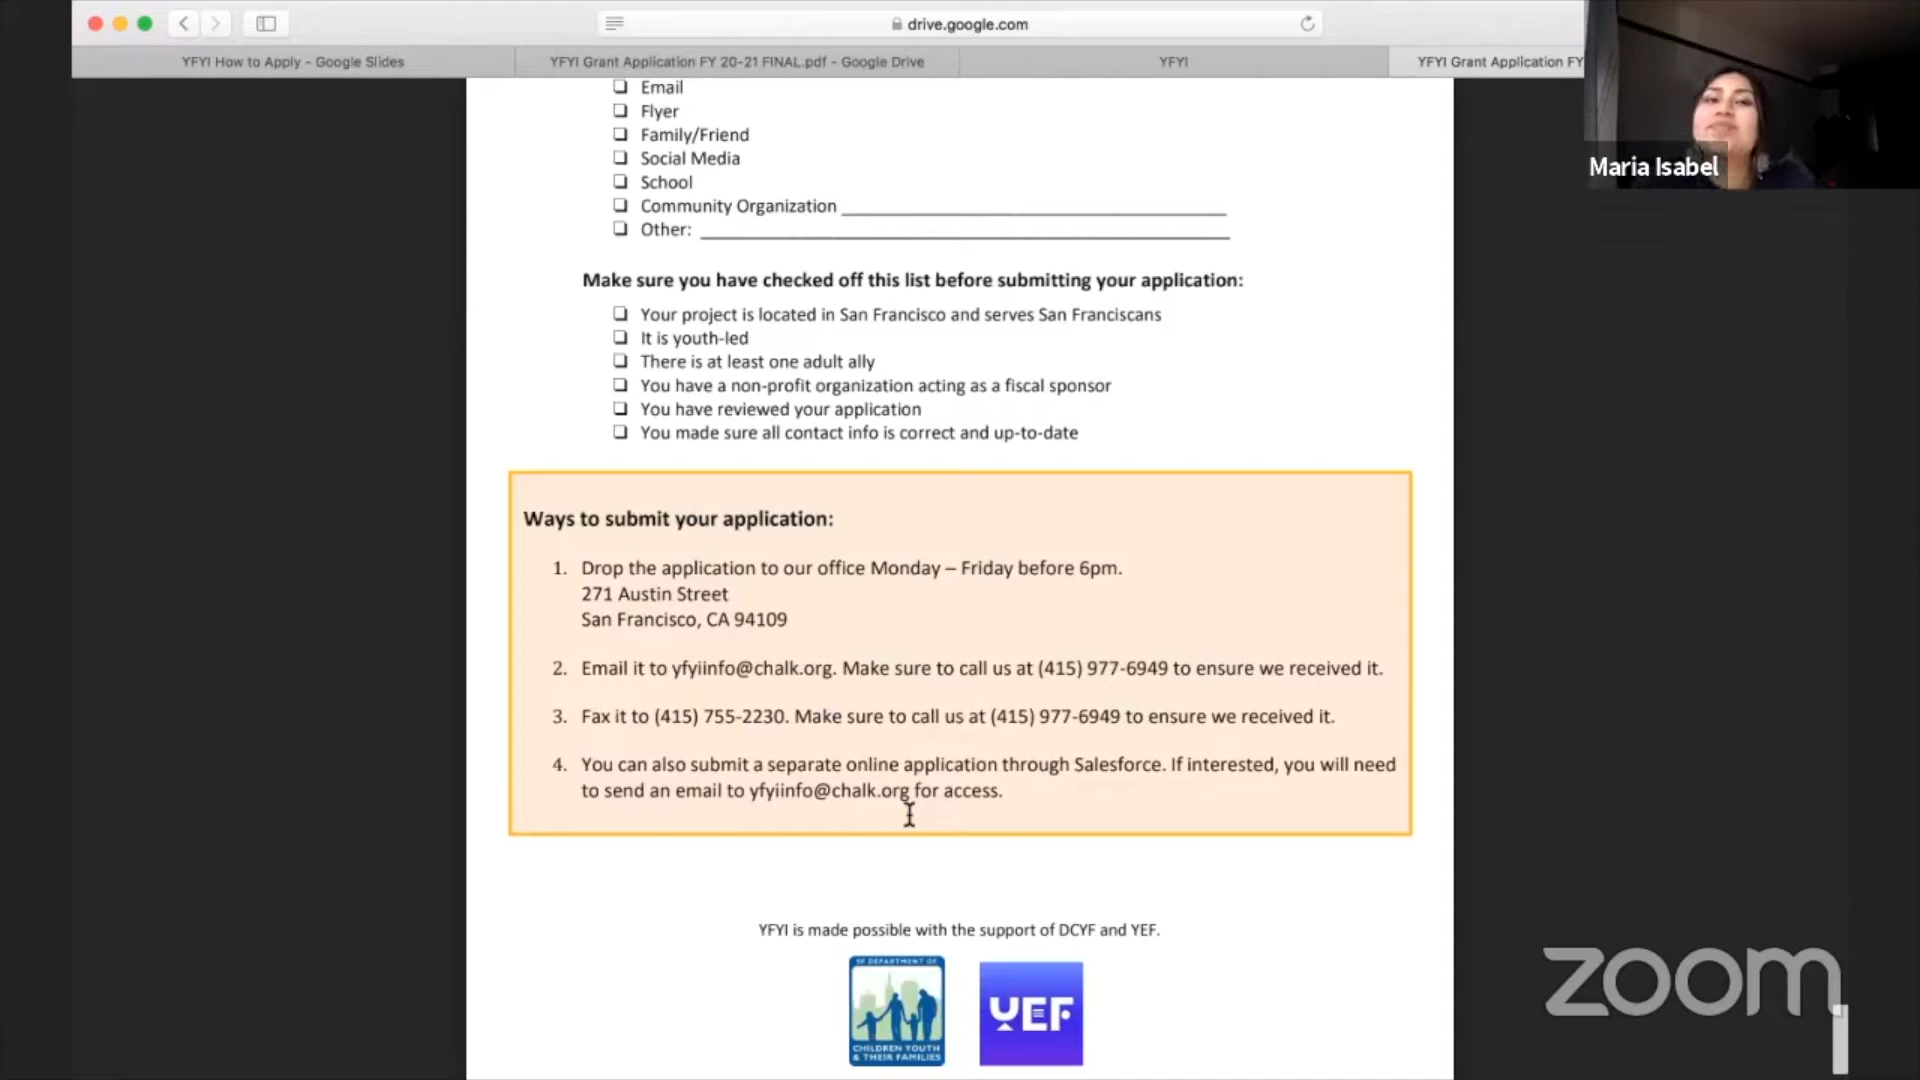 drive.google.com
YFYI How to Apply - Google Slides
YFYI Grant Application FY 20-21 FINAL.pdf - Google Drive
YFYI
YFYI Grant Application FY
Maria Isabel
❑ Email
❑ Flyer
❑ Family/Friend
❑ Social Media
❑ School
❑ Community Organization ____________________
❑ Other: ____________________
Make sure you have checked off this list before submitting your application:
❑ Your project is located in San Francisco and serves San Franciscans
❑ It is youth-led
❑ There is at least one adult ally
❑ You have a non-profit organization acting as a fiscal sponsor
❑ You have reviewed your application
❑ You made sure all contact info is correct and up-to-date
Ways to submit your application:
1. Drop the application to our office Monday – Friday before 6pm.
271 Austin Street
San Francisco, CA 94109
2. Email it to yfyiinfo@chalk.org. Make sure to call us at (415) 977-6949 to ensure we received it.
3. Fax it to (415) 755-2230. Make sure to call us at (415) 977-6949 to ensure we received it.
4. You can also submit a separate online application through Salesforce. If interested, you will need
to send an email to yfyiinfo@chalk.org for access.
YFYI is made possible with the support of DCYF and YEF.
SF DEPARTMENT OF
CHILDREN YOUTH
& THEIR FAMILIES
YEF
zoom